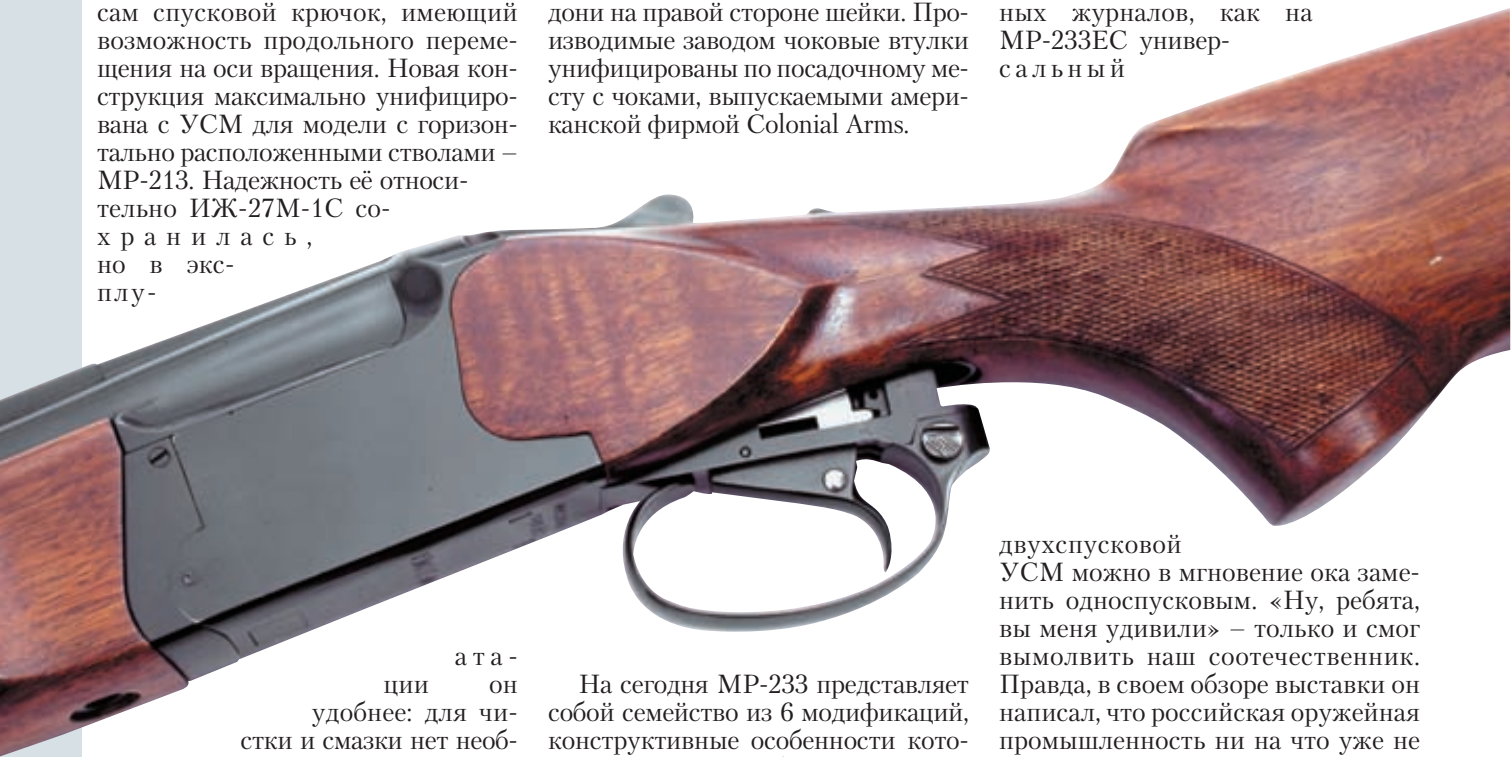 сам спусковой крючок, имеющий
возможность продольного переме-
щения на оси вращения. Новая кон-
струкция максимально унифициро-
вана с УСМ для модели с горизон-
тально расположенными стволами –
МР-213. Надежность её относи-
тельно ИЖ-27М-1С со-
хранилась,
но в экс-
плу-
ата-
ции он
удобнее: для чи-
стки и смазки нет необ-
дони на правой стороне шейки. Про-
изводимые заводом чоковые втулки
унифицированы по посадочному ме-
сту с чоками, выпускаемыми амери-
канской фирмой Colonial Arms.
На сегодня МР-233 представляет
собой семейство из 6 модификаций,
конструктивные особенности кото-
ных журналов, как на
МР-233ЕС универ-
сальный
двухспусковой
УСМ можно в мгновение ока заме-
нить односпусковым. «Ну, ребята,
вы меня удивили» – только и смог
вымолвить наш соотечественник.
Правда, в своем обзоре выставки он
написал, что российская оружейная
промышленность ни на что уже не